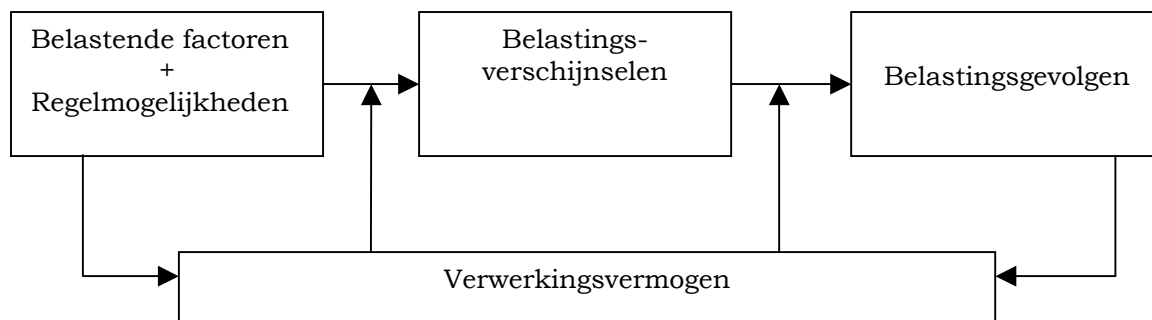 Belastende factoren
+
Regelmogelijkheden
Belastings-
verschijnselen
Belastingsgevolgen
Verwerkingsvermogen